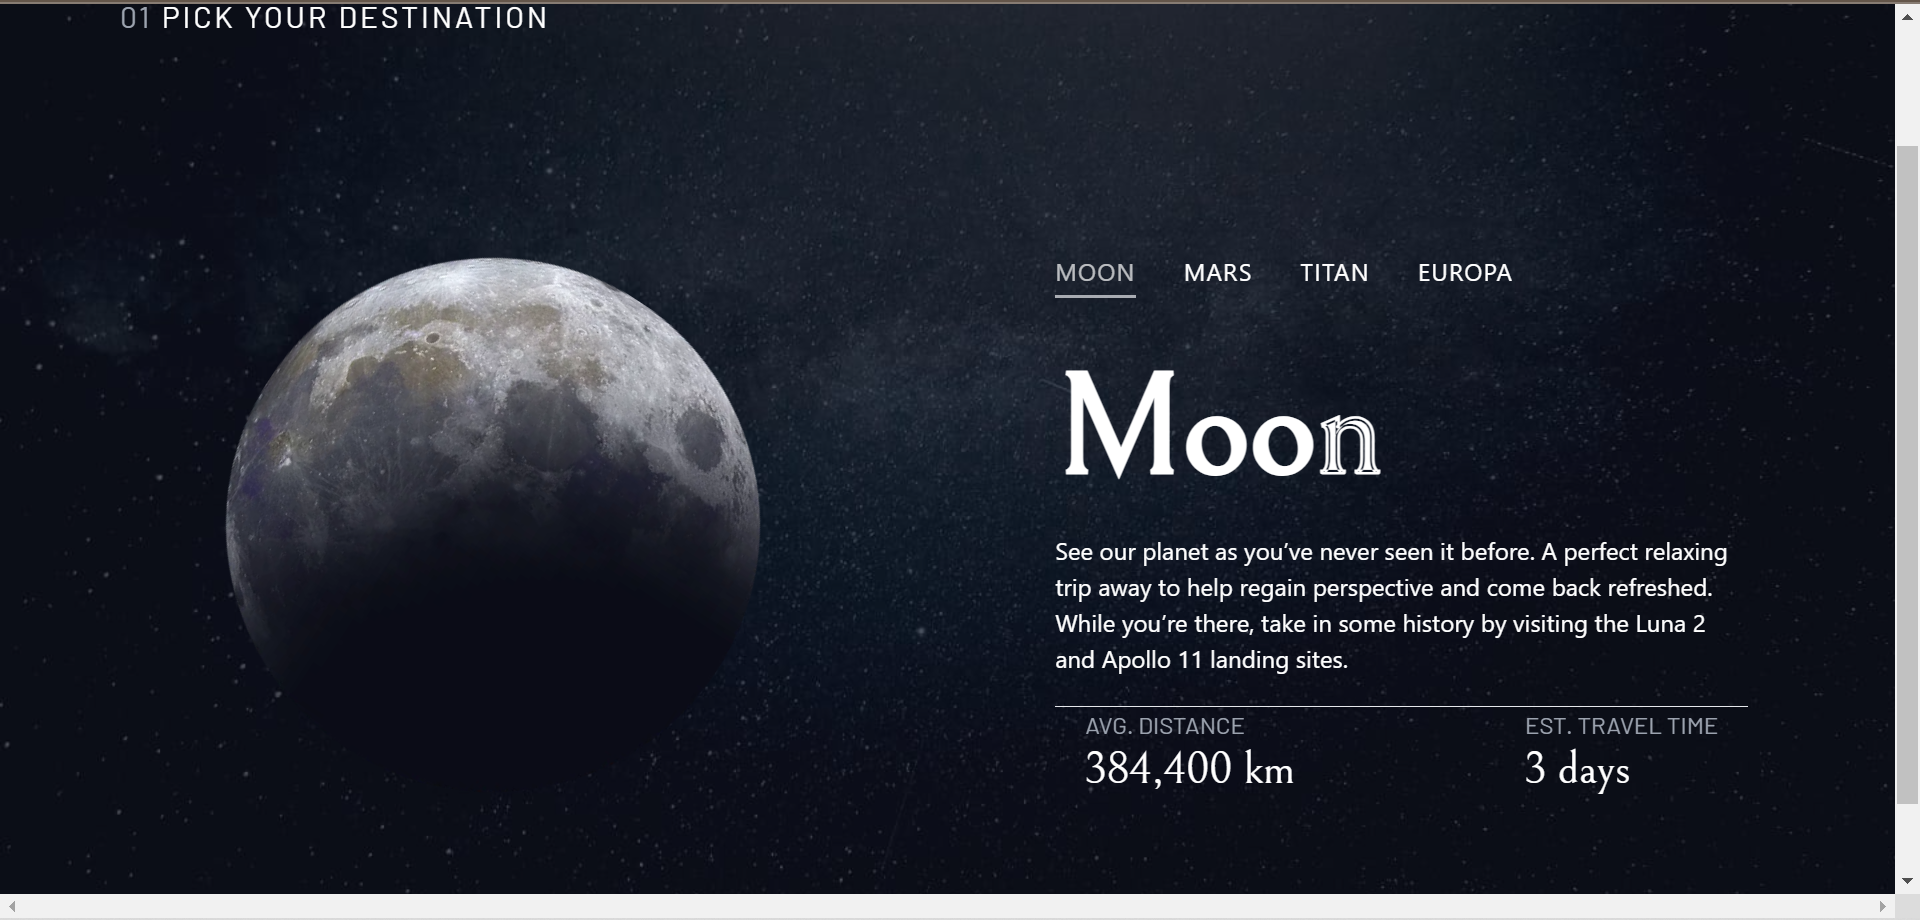 01 PICK YOUR DESTINATION
MOON MARS TITAN EUROPA
Moon
See our planet as you’ve never seen it before. A perfect relaxing
trip away to help regain perspective and come back refreshed.
While you’re there, take in some history by visiting the Luna 2
and Apollo 11 landing sites.
AVG. DISTANCE EST. TRAVEL TIME
384,400 km 3 days